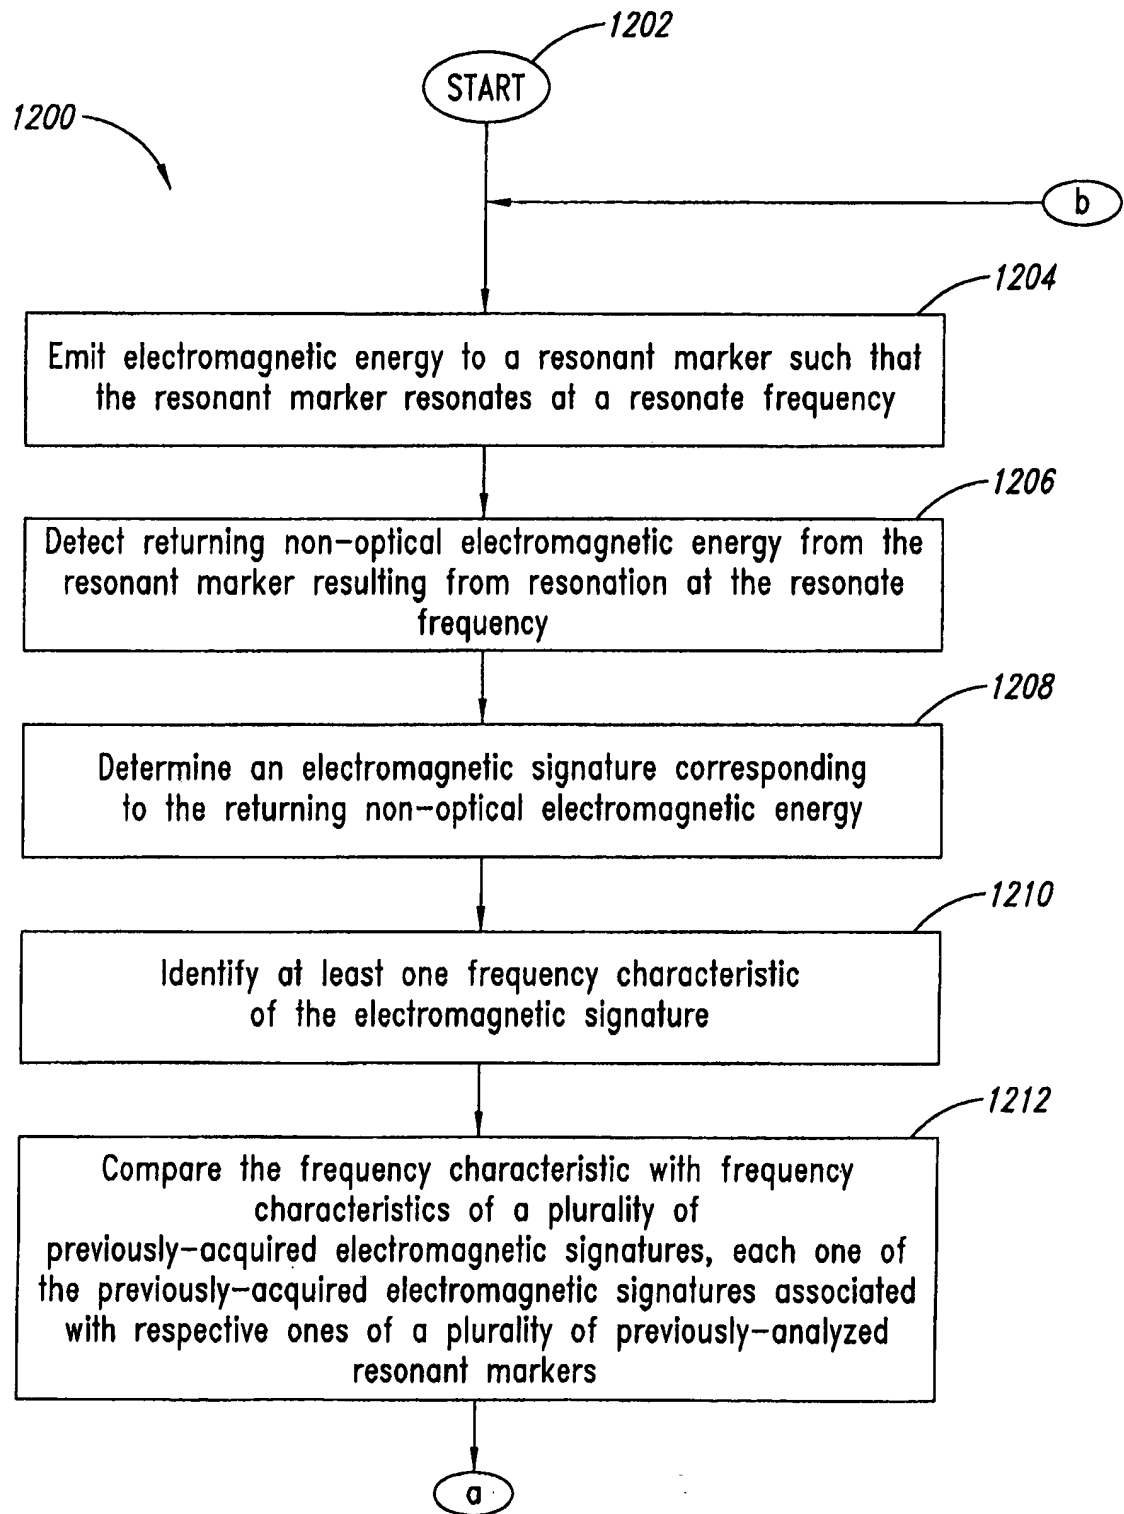 1202
START
1200
b
1204
Emit electromagnetic energy to a resonant marker such that
the resonant marker resonates at a resonate frequency
1206
Detect returning non-optical electromagnetic energy from the
resonant marker resulting from resonation at the resonate
frequency
1208
Determine an electromagnetic signature corresponding
to the returning non-optical electromagnetic energy
1210
Identify at least one frequency characteristic
of the electromagnetic signature
1212
Compare the frequency characteristic with frequency
characteristics of a plurality of
previously-acquired electromagnetic signatures, each one of
the previously-acquired electromagnetic signatures associated
with respective ones of a plurality of previously-analyzed
resonant markers
a